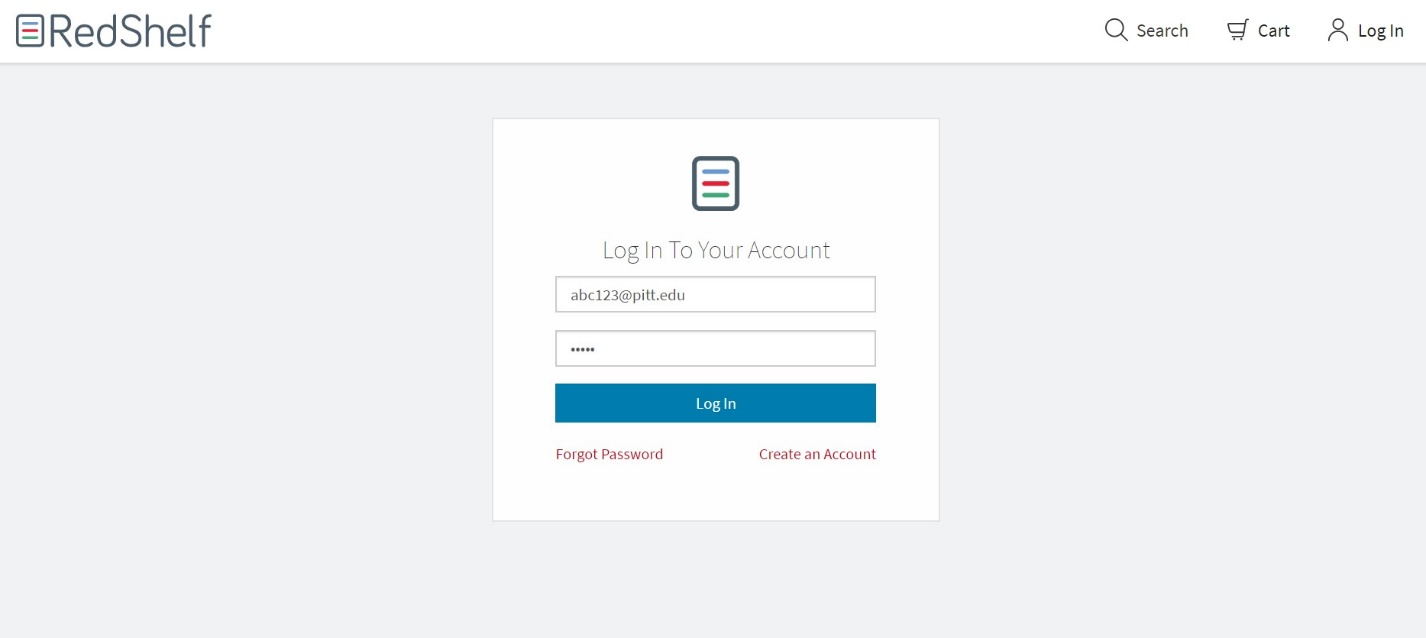 RedShelf
Search Cart Log In
Log In To Your Account
abc123@pitt.edu
•••••
Log In
Forgot Password Create an Account